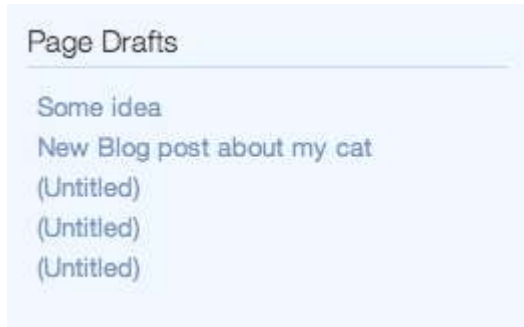 Page Drafts
Some idea
New Blog post about my cat
(Untitled)
(Untitled)
(Untitled)